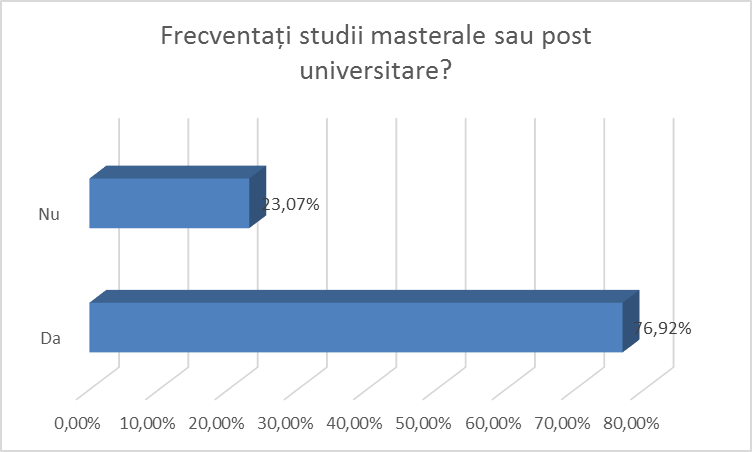 Frecventați studii masterale sau post
universitare?
Nu
23,07%
Da
76,92%
0,00% 10,00% 20,00% 30,00% 40,00% 50,00% 60,00% 70,00% 80,00%